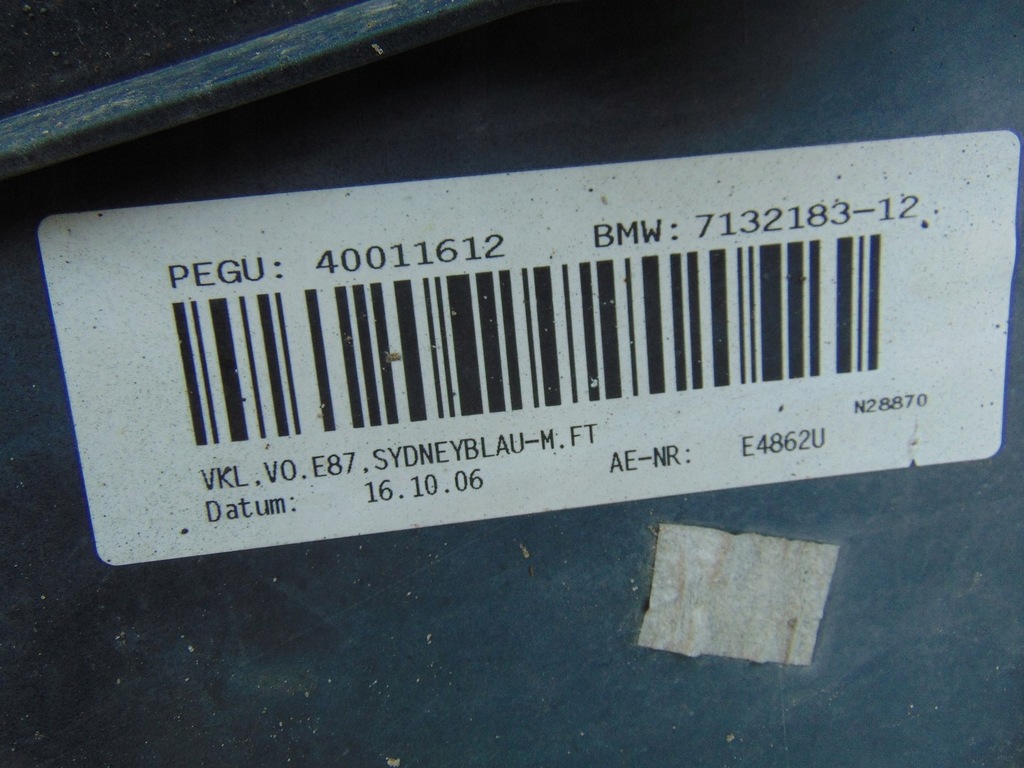 PEGU: 40011612 BMW: 7132183-12
N28870
VKL.VO.E87.SYDNEYBLAU-M.FT
Datum: 16.10.06 AE-NR: E4862U